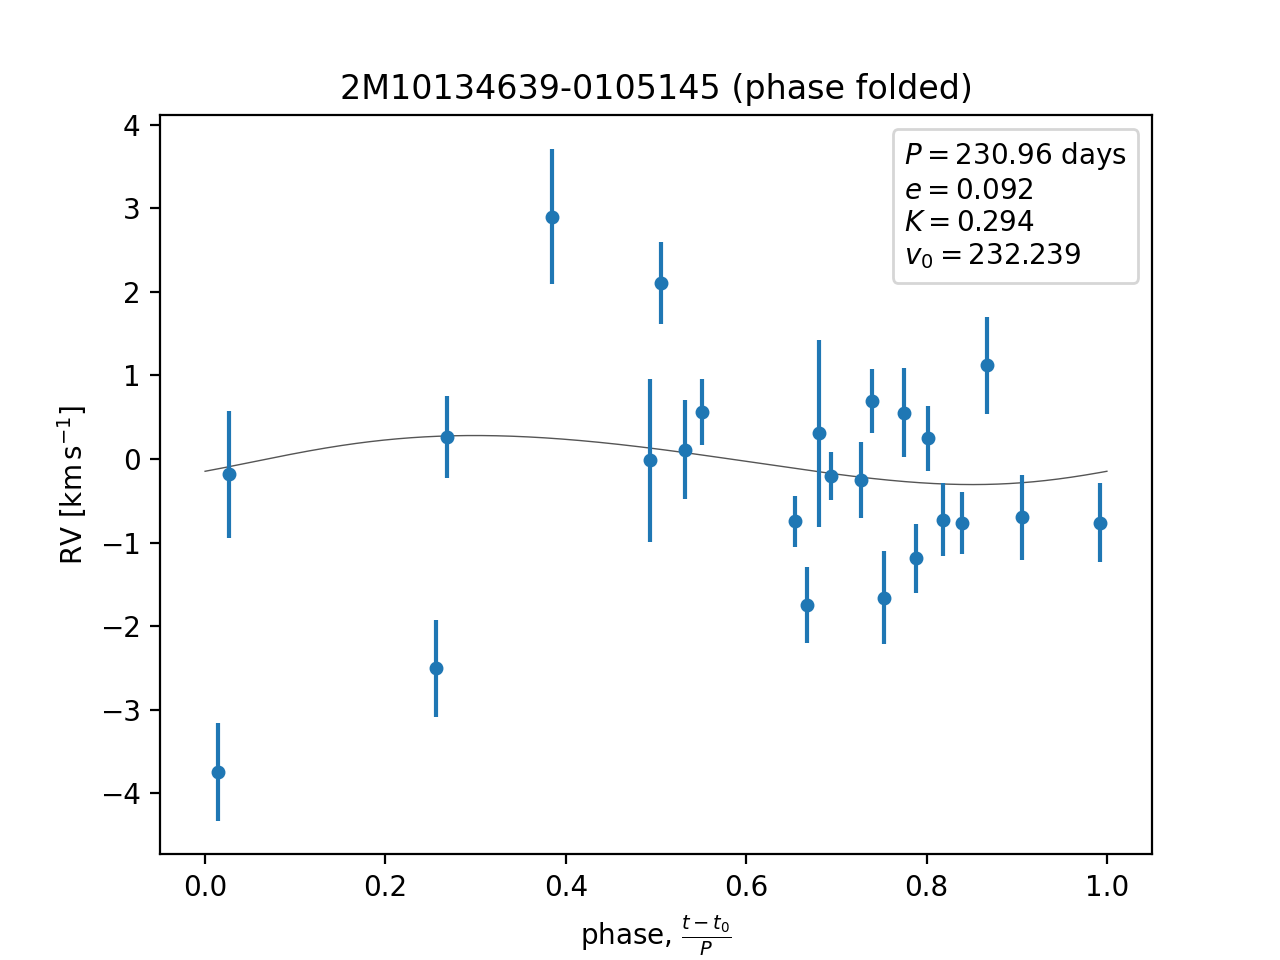 2M10134639-0105145 (phase folded)
P = 230.96 days
e = 0.092
K = 0.294
v₀ = 232.239
RV [km s⁻¹]
4
3
2
1
0
−1
−2
−3
−4
0.0 0.2 0.4 0.6 0.8 1.0
phase, (t − t₀)/P